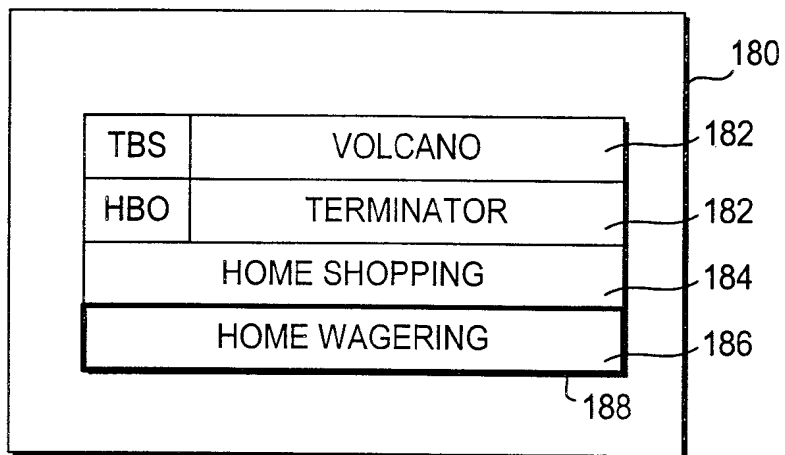 180
TBS VOLCANO 182
HBO TERMINATOR 182
HOME SHOPPING 184
HOME WAGERING 186
188